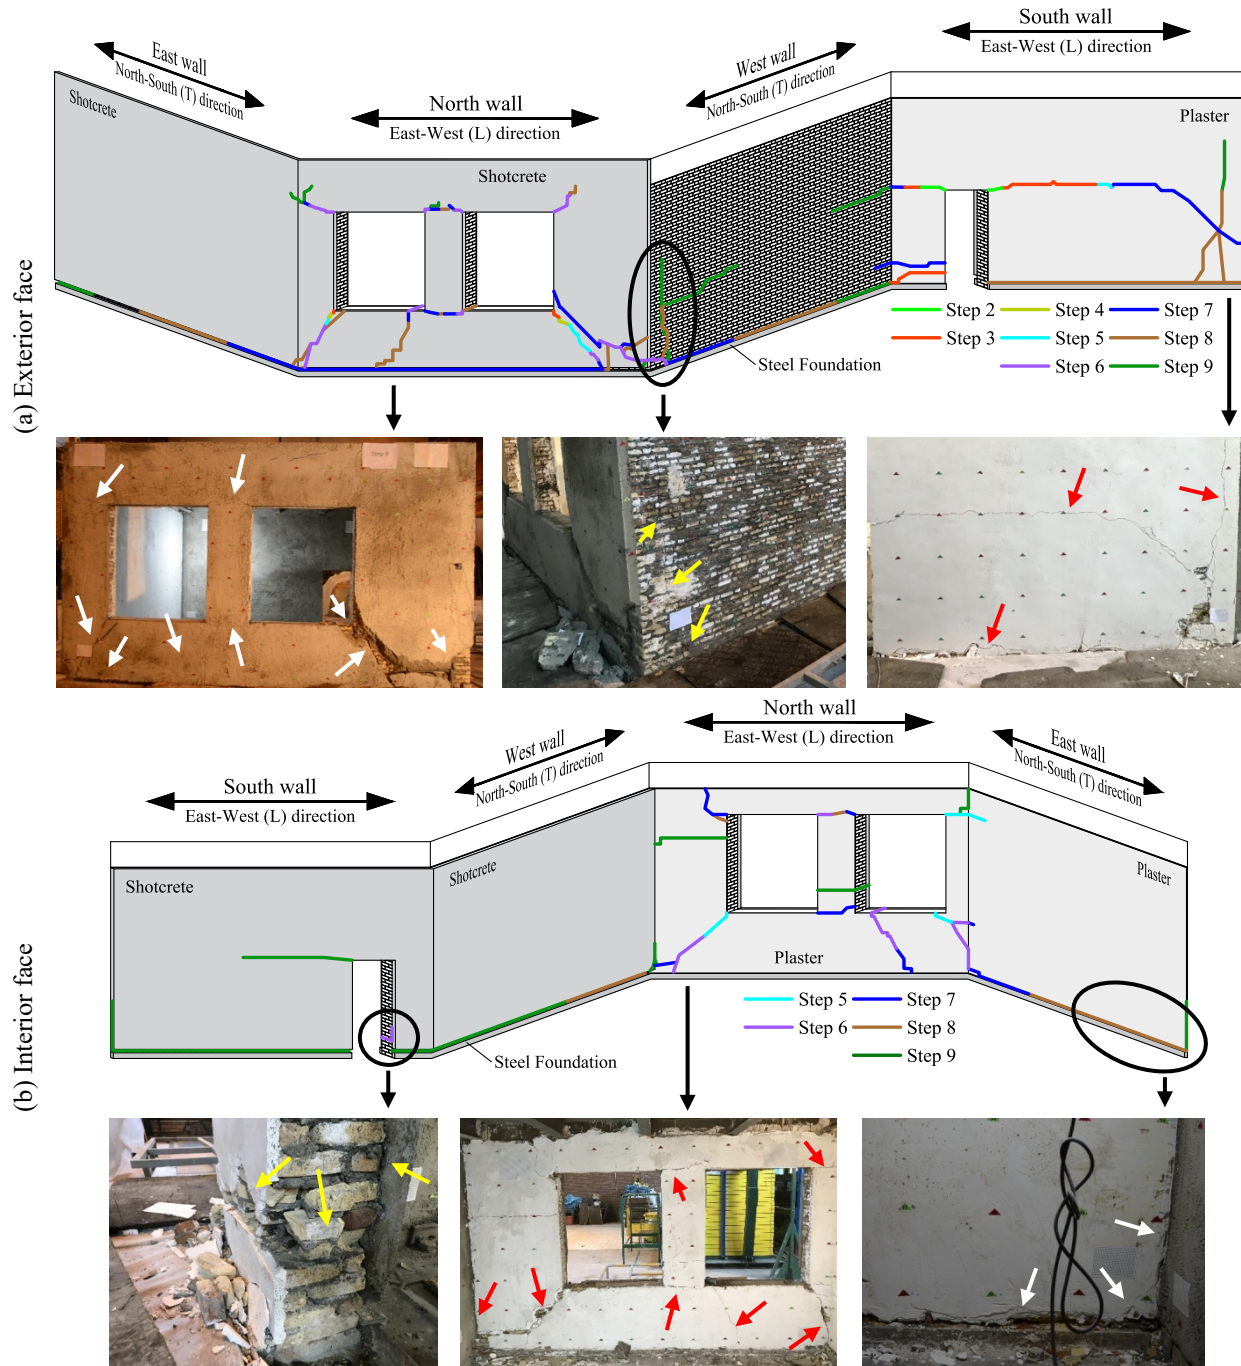 East wall
North-South (T) direction
North wall
East-West (L) direction
West wall
North-South (T) direction
South wall
East-West (L) direction
Shotcrete
Shotcrete
Plaster
(a) Exterior face
Steel Foundation
Step 2
Step 4
Step 7
Step 3
Step 5
Step 8
Step 6
Step 9
South wall
East-West (L) direction
West wall
North-South (T) direction
North wall
East-West (L) direction
East wall
North-South (T) direction
Shotcrete
Shotcrete
Plaster
Plaster
(b) Interior face
Steel Foundation
Step 5
Step 7
Step 6
Step 8
Step 9